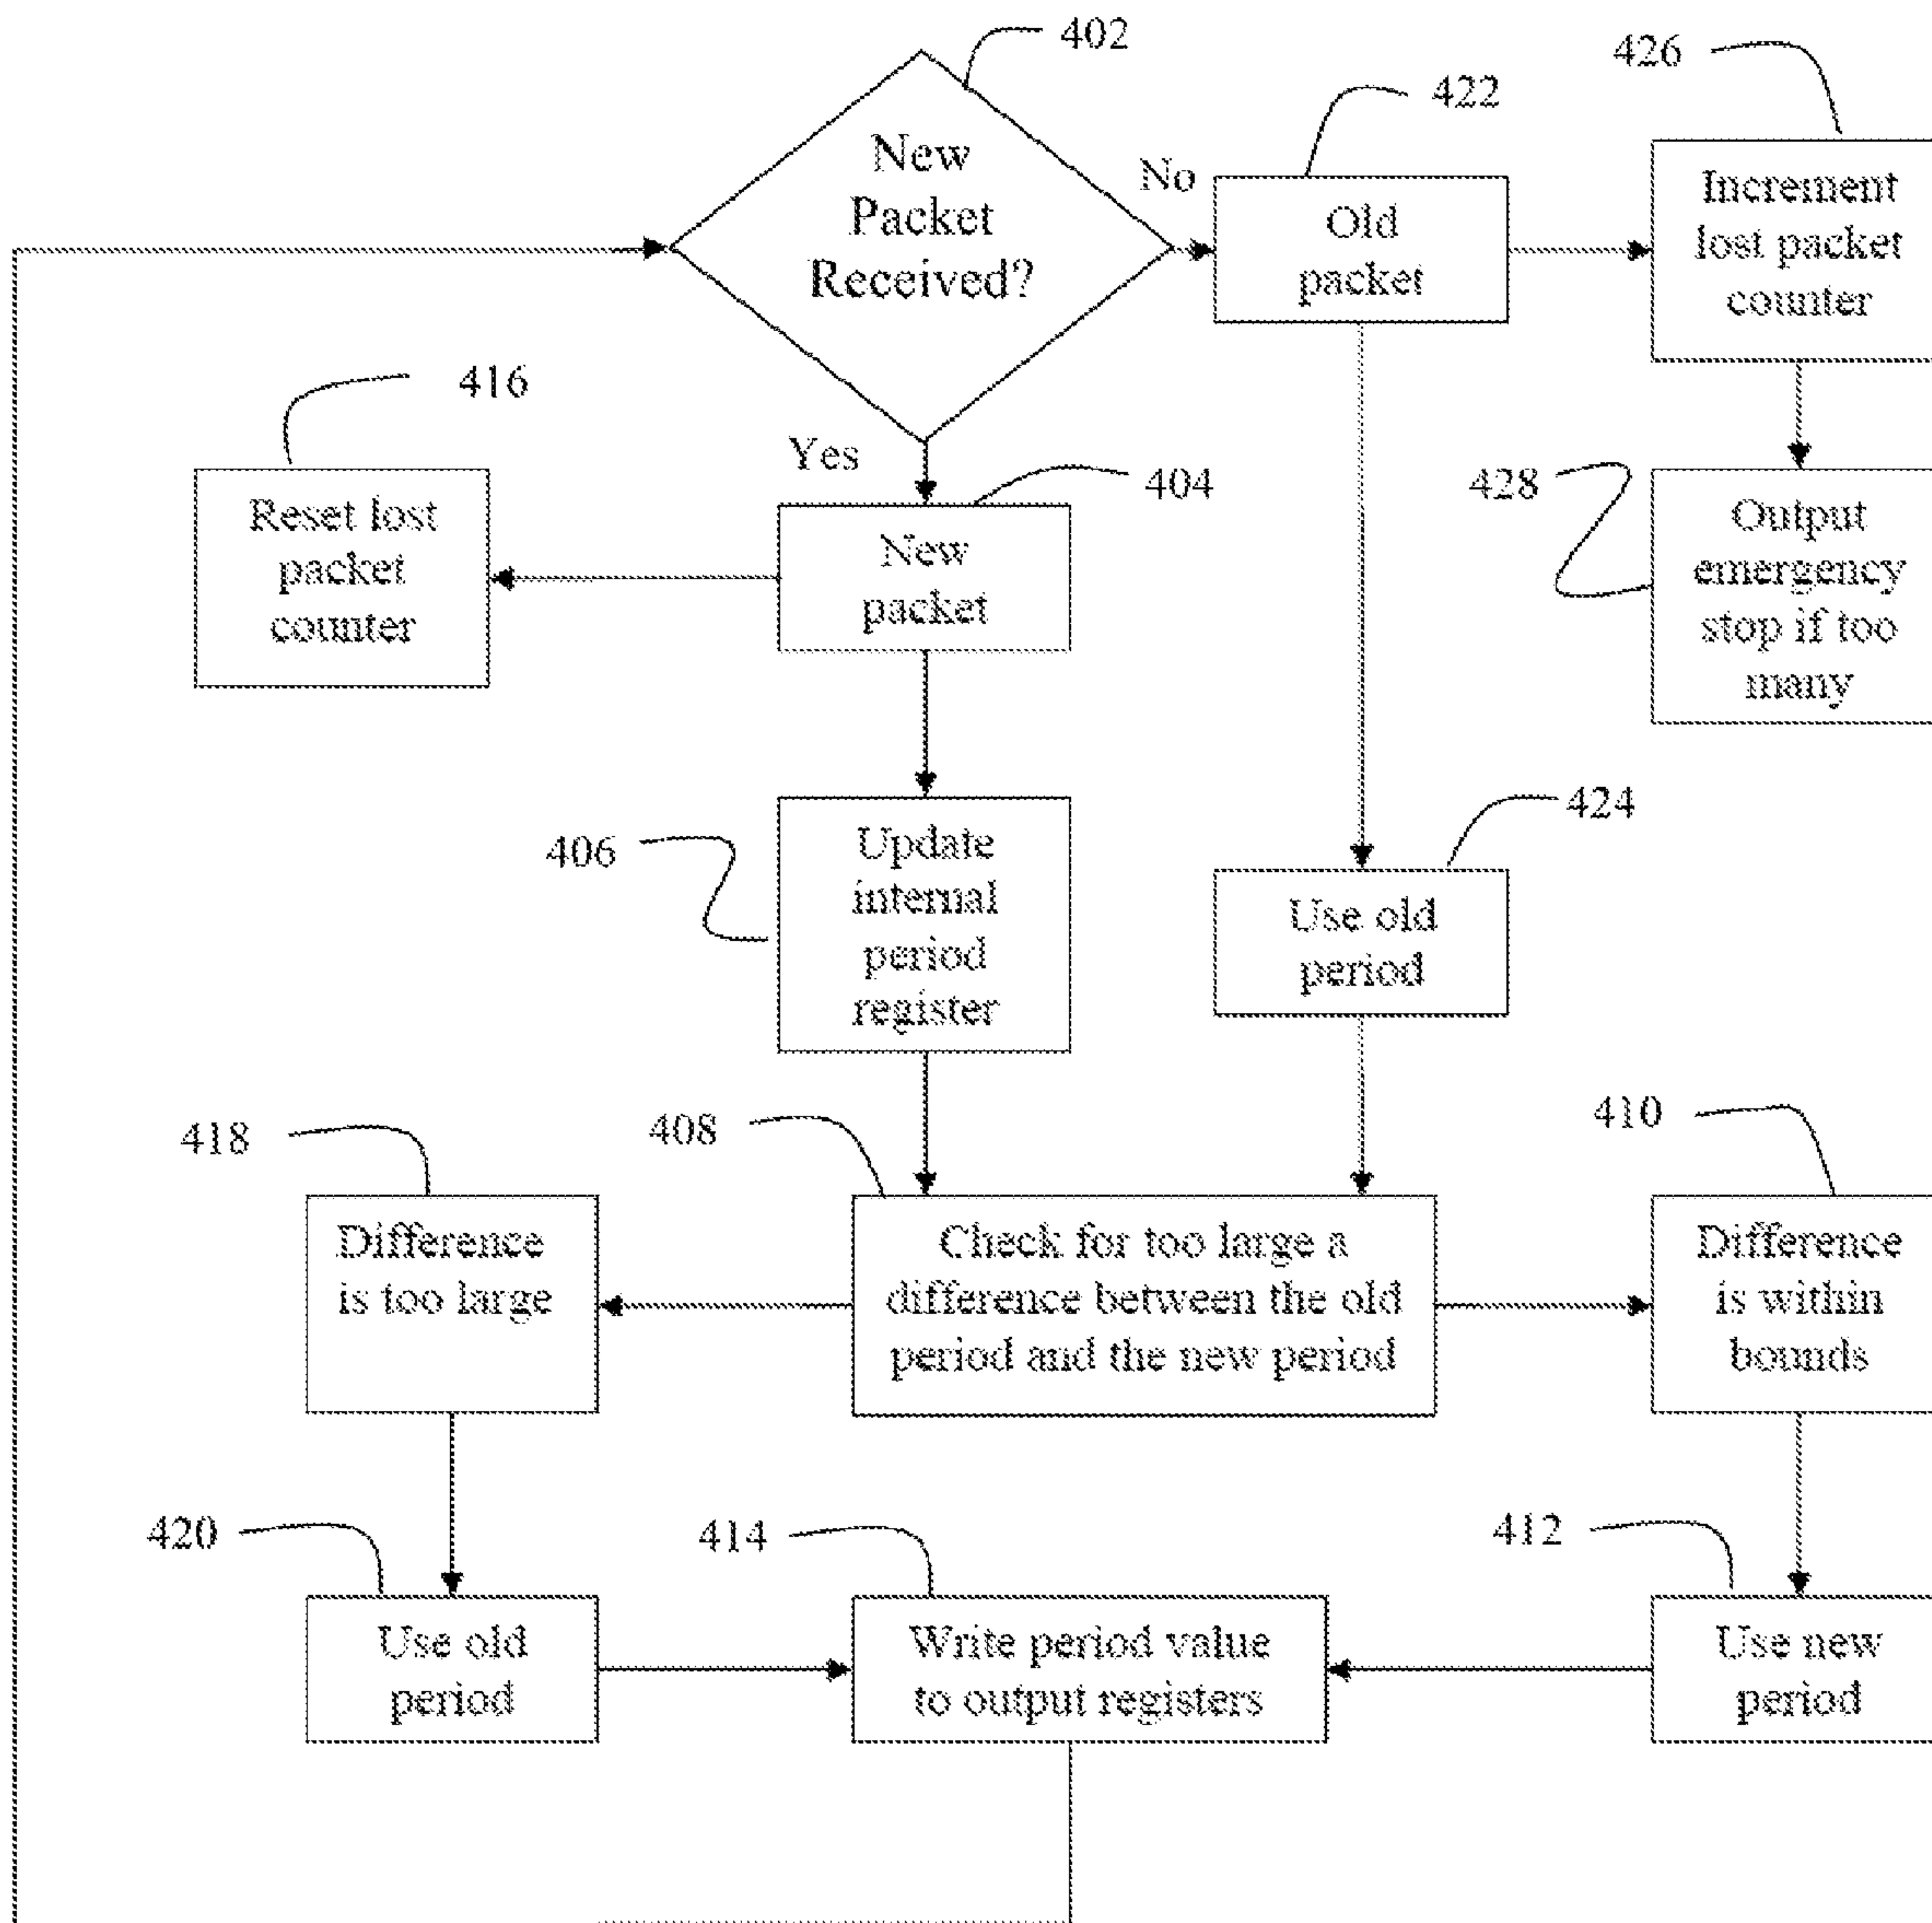 402
New
Packet
Received?
No
422
Old
packet
426
Increment
lost packet
counter
416
Reset lost
packet
counter
Yes
404
New
packet
428
Output
emergency
stop if too
many
406
Update
internal
period
register
424
Use old
period
418
Difference
is too large
408
Check for too large a
difference between the old
period and the new period
410
Difference
is within
bounds
420
Use old
period
414
Write period value
to output registers
412
Use new
period